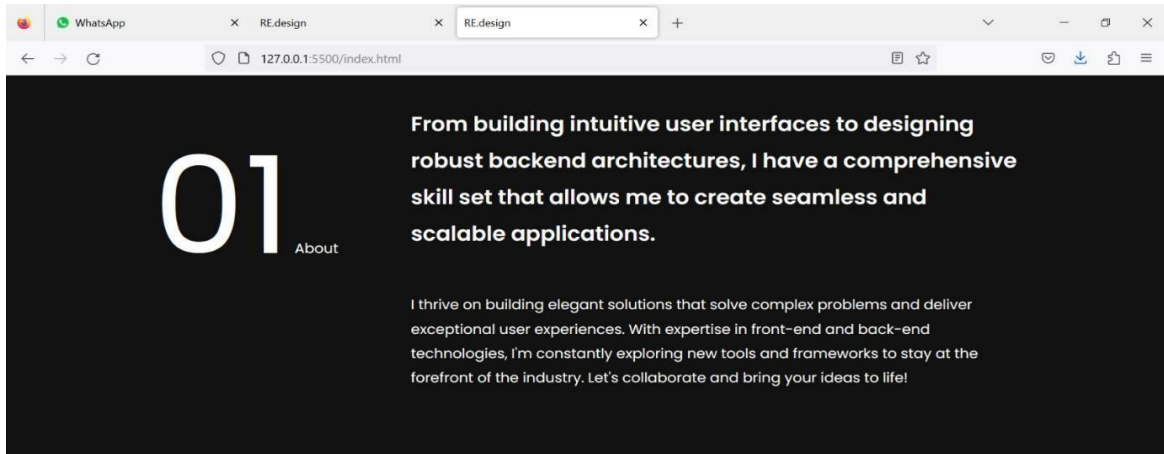 WhatsApp
RE.design
RE.design
127.0.0.1:5500/index.html
01
About
From building intuitive user interfaces to designing
robust backend architectures, I have a comprehensive
skill set that allows me to create seamless and
scalable applications.
I thrive on building elegant solutions that solve complex problems and deliver
exceptional user experiences. With expertise in front-end and back-end
technologies, I'm constantly exploring new tools and frameworks to stay at the
forefront of the industry. Let's collaborate and bring your ideas to life!